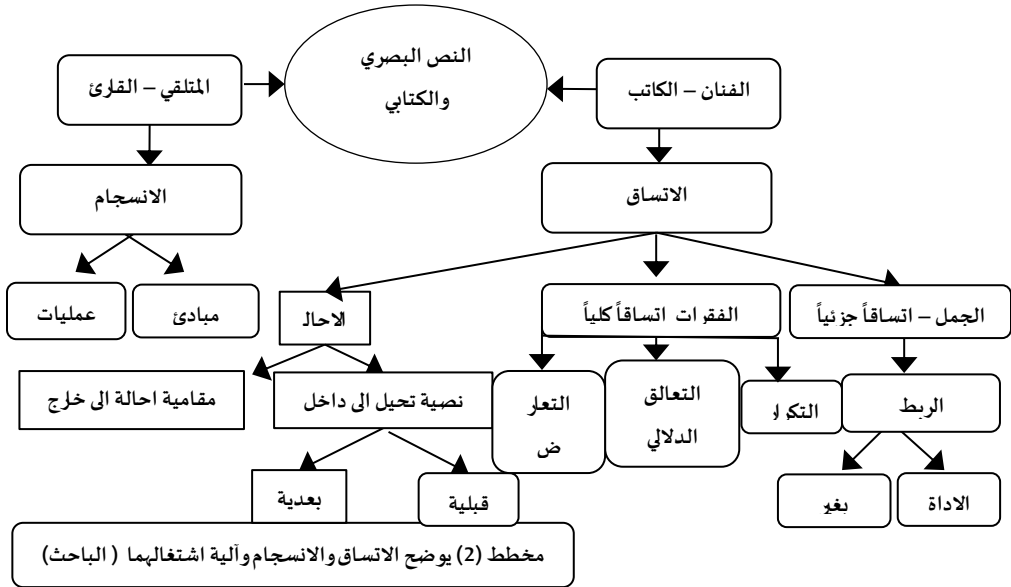 النص البصري
والكتابي
الفنان – الكاتب
المتلقي – القارئ
الاتساق
الانسجام
الجمل – اتساقاً جزئياً
الفقرات اتساقاً كلياً
الاحال
مبادئ
عمليات
الربط
التكرار
التعالق
الدلالي
التعار
ض
نصية تحيل الى داخل
مقامية احالة الى خارج
الاداة
بغير
قبلية
بعدية
مخطط (2) يوضح الاتساق والانسجام وآلية اشتغالهما ( الباحث)